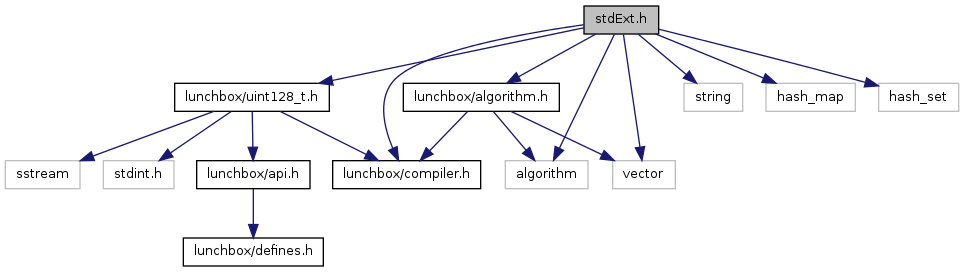 stdExt.h
lunchbox/uint128_t.h
lunchbox/algorithm.h
string
hash_map
hash_set
sstream
stdint.h
lunchbox/api.h
lunchbox/compiler.h
algorithm
vector
lunchbox/defines.h